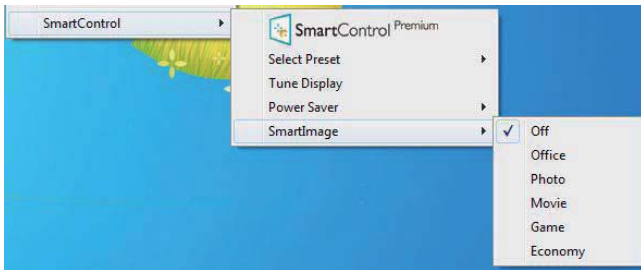 SmartControl
SmartControl Premium
Select Preset
Tune Display
Power Saver
SmartImage
Off
Office
Photo
Movie
Game
Economy